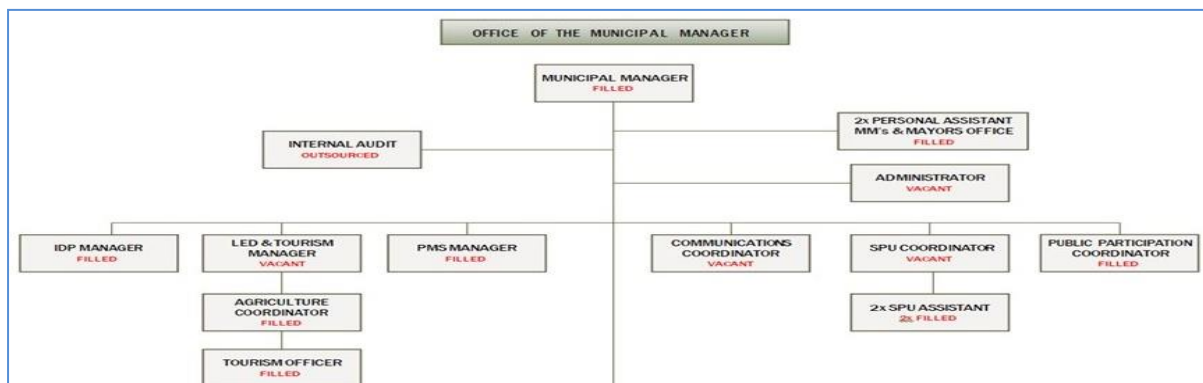 OFFICE OF THE MUNICIPAL MANAGER
MUNICIPAL MANAGER
FILLED
2x PERSONAL ASSISTANT
MM's & MAYORS OFFICE
FILLED
INTERNAL AUDIT
OUTSOURCED
ADMINISTRATOR
VACANT
IDP MANAGER
FILLED
LED & TOURISM
MANAGER
VACANT
PMS MANAGER
FILLED
COMMUNICATIONS
COORDINATOR
VACANT
SPU COORDINATOR
VACANT
PUBLIC PARTICIPATION
COORDINATOR
FILLED
AGRICULTURE
COORDINATOR
FILLED
2x SPU ASSISTANT
2x FILLED
TOURISM OFFICER
FILLED